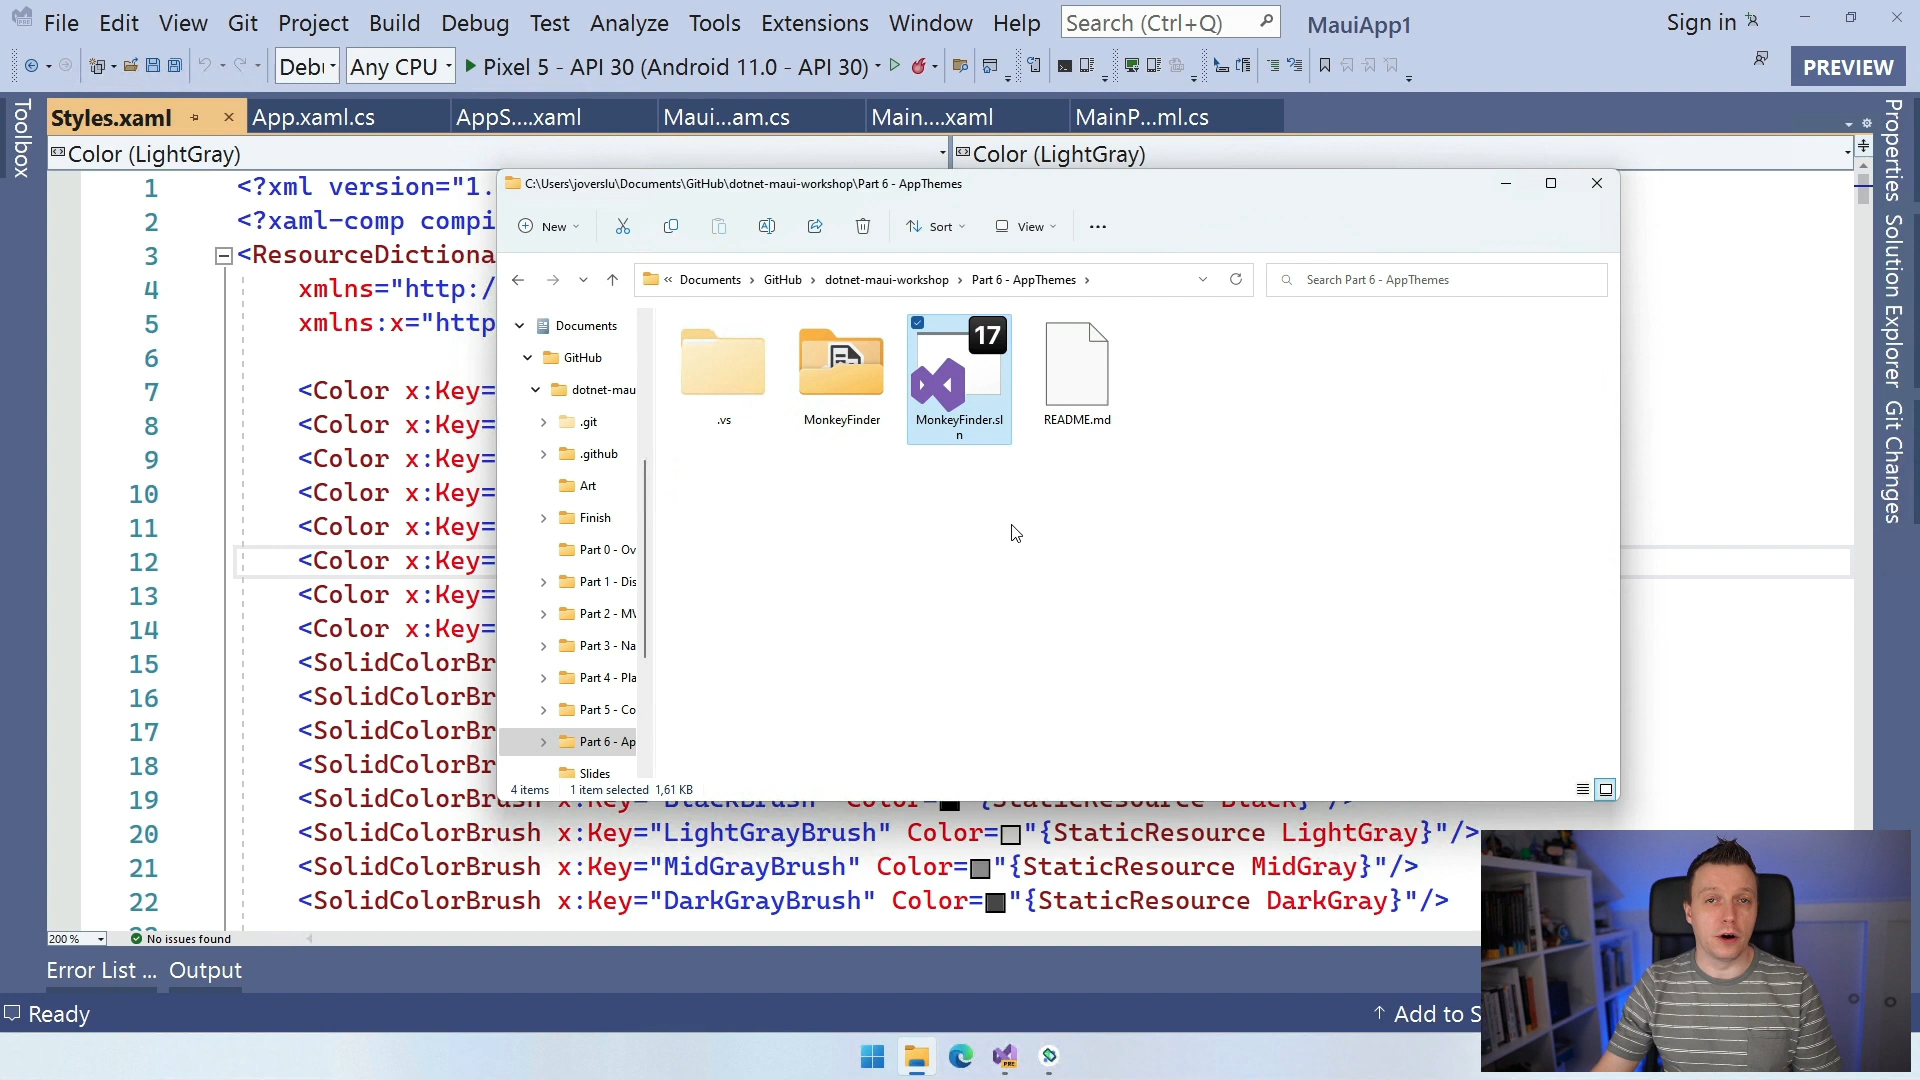 File Edit View Git Project Build Debug Test Analyze Tools Extensions Window Help Search (Ctrl+Q) MauiApp1 Sign in
Any CPU Pixel 5 - API 30 (Android 11.0 - API 30) PREVIEW
Toolbox
Styles.xaml App.xaml.cs AppS....xaml Maui...am.cs Main....xaml MainP...ml.cs
Color (LightGray) Color (LightGray)
Properties
Solution Explorer
Git Changes
1 <?xml version="1.
2 <?xaml-comp compi
3 <ResourceDictiona
4 xmlns="http:/
5 xmlns:x="http
6
7 <Color x:Key=
8 <Color x:Key=
9 <Color x:Key=
10 <Color x:Key=
11 <Color x:Key=
12 <Color x:Key=
13 <Color x:Key=
14 <Color x:Key=
15 <SolidColorBr
16 <SolidColorBr
17 <SolidColorBr
18 <SolidColorBr
19 <SolidColorBrush x:Key="BlackBrush" Color="{StaticResource Black}"/>
20 <SolidColorBrush x:Key="LightGrayBrush" Color="{StaticResource LightGray}"/>
21 <SolidColorBrush x:Key="MidGrayBrush" Color="{StaticResource MidGray}"/>
22 <SolidColorBrush x:Key="DarkGrayBrush" Color="{StaticResource DarkGray}"/>
C:\Users\joverslu\Documents\GitHub\dotnet-maui-workshop\Part 6 - AppThemes
New Sort View
« Documents › GitHub › dotnet-maui-workshop › Part 6 - AppThemes › Search Part 6 - AppThemes
Documents
GitHub
dotnet-mau
.git
.github
Art
Finish
Part 0 - Ov
Part 1 - Dis
Part 2 - MV
Part 3 - Na
Part 4 - Pla
Part 5 - Co
Part 6 - Ap
Slides
17
.vs
MonkeyFinder
MonkeyFinder.sl
n
README.md
4 items 1 item selected 1,61 KB
200 % No issues found
Error List ... Output
Ready Add to S
PRE